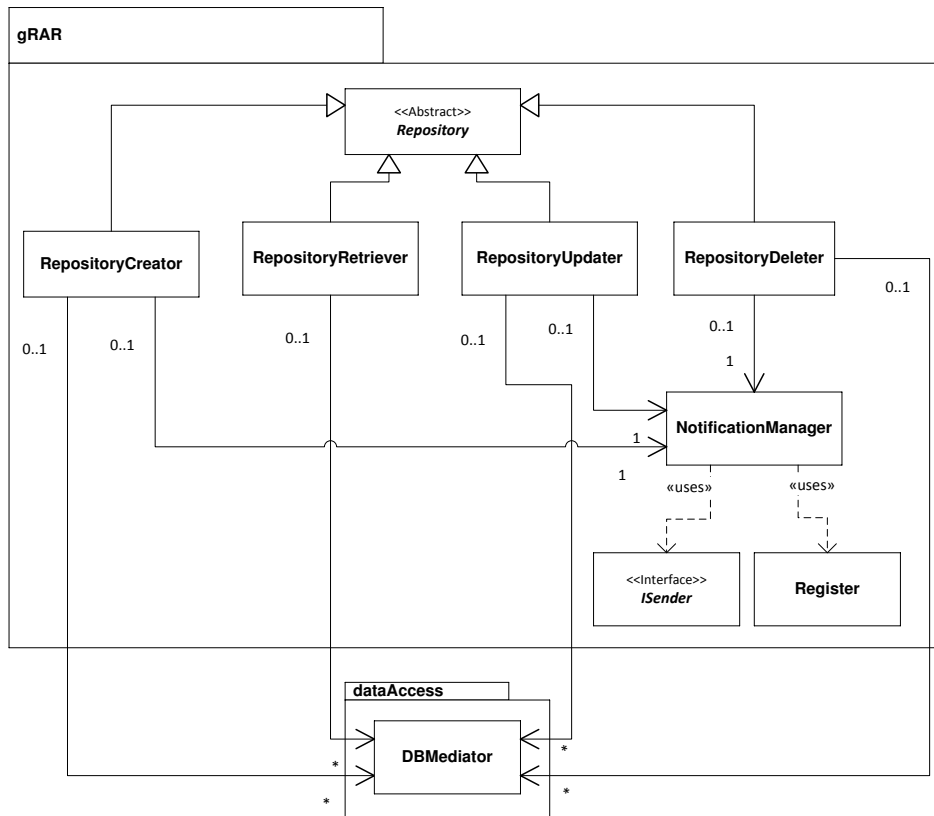 gRAR
<<Abstract>>
Repository
RepositoryCreator
RepositoryRetriever
RepositoryUpdater
RepositoryDeleter
0..1
0..1
0..1
0..1
0..1
0..1
0..1
1
NotificationManager
1
1
«uses»
«uses»
<<Interface>>
ISender
Register
dataAccess
DBMediator
*
*
*
*